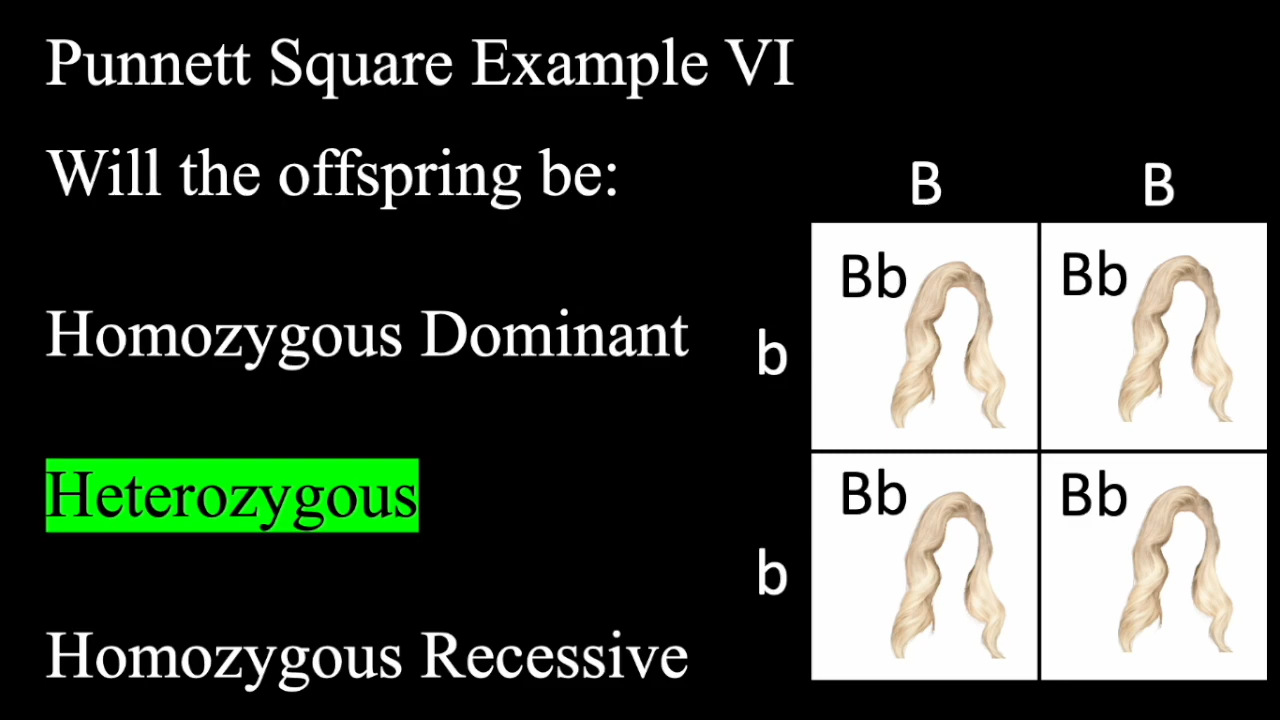 Punnett Square Example VI
Will the offspring be:
Homozygous Dominant
Heterozygous
Homozygous Recessive
B B
b Bb Bb
b Bb Bb